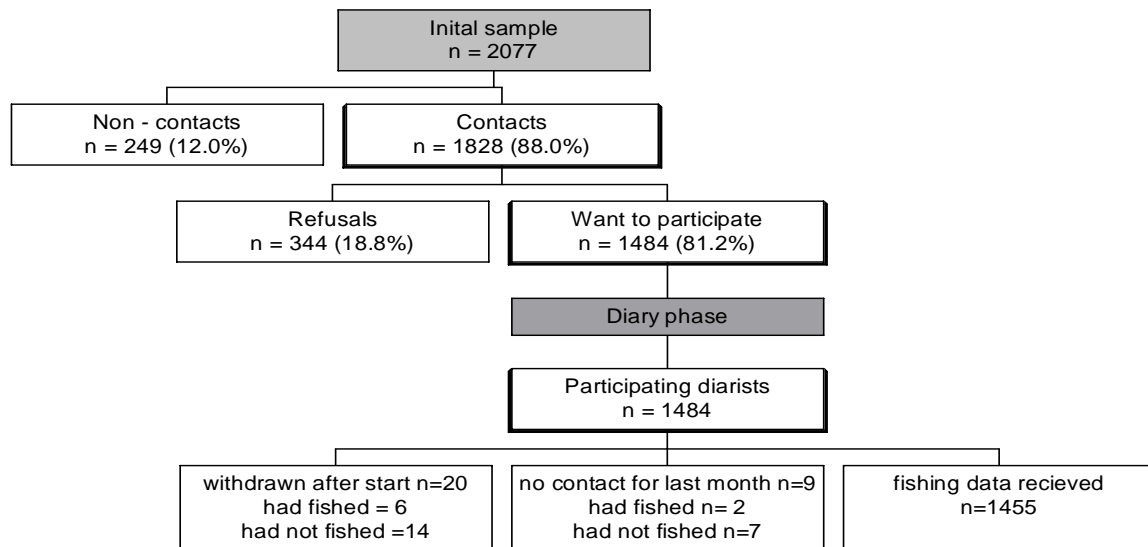 Inital sample
n = 2077
Non - contacts
n = 249 (12.0%)
Contacts
n = 1828 (88.0%)
Refusals
n = 344 (18.8%)
Want to participate
n = 1484 (81.2%)
Diary phase
Participating diarists
n = 1484
withdrawn after start n=20
had fished = 6
had not fished =14
no contact for last month n=9
had fished n= 2
had not fished n=7
fishing data recieved
n=1455